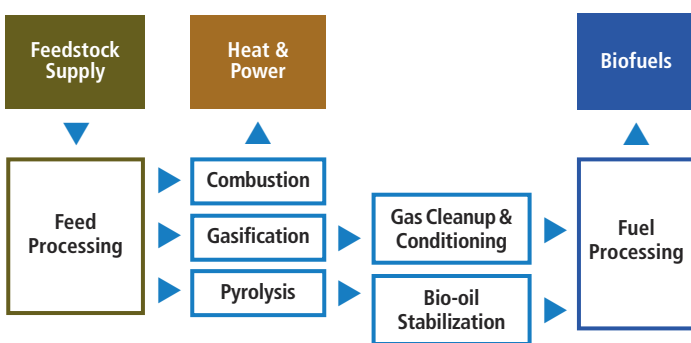 Feedstock
Supply
Heat &
Power
Biofuels
Feed
Processing
Combustion
Gasification
Pyrolysis
Gas Cleanup &
Conditioning
Bio-oil
Stabilization
Fuel
Processing